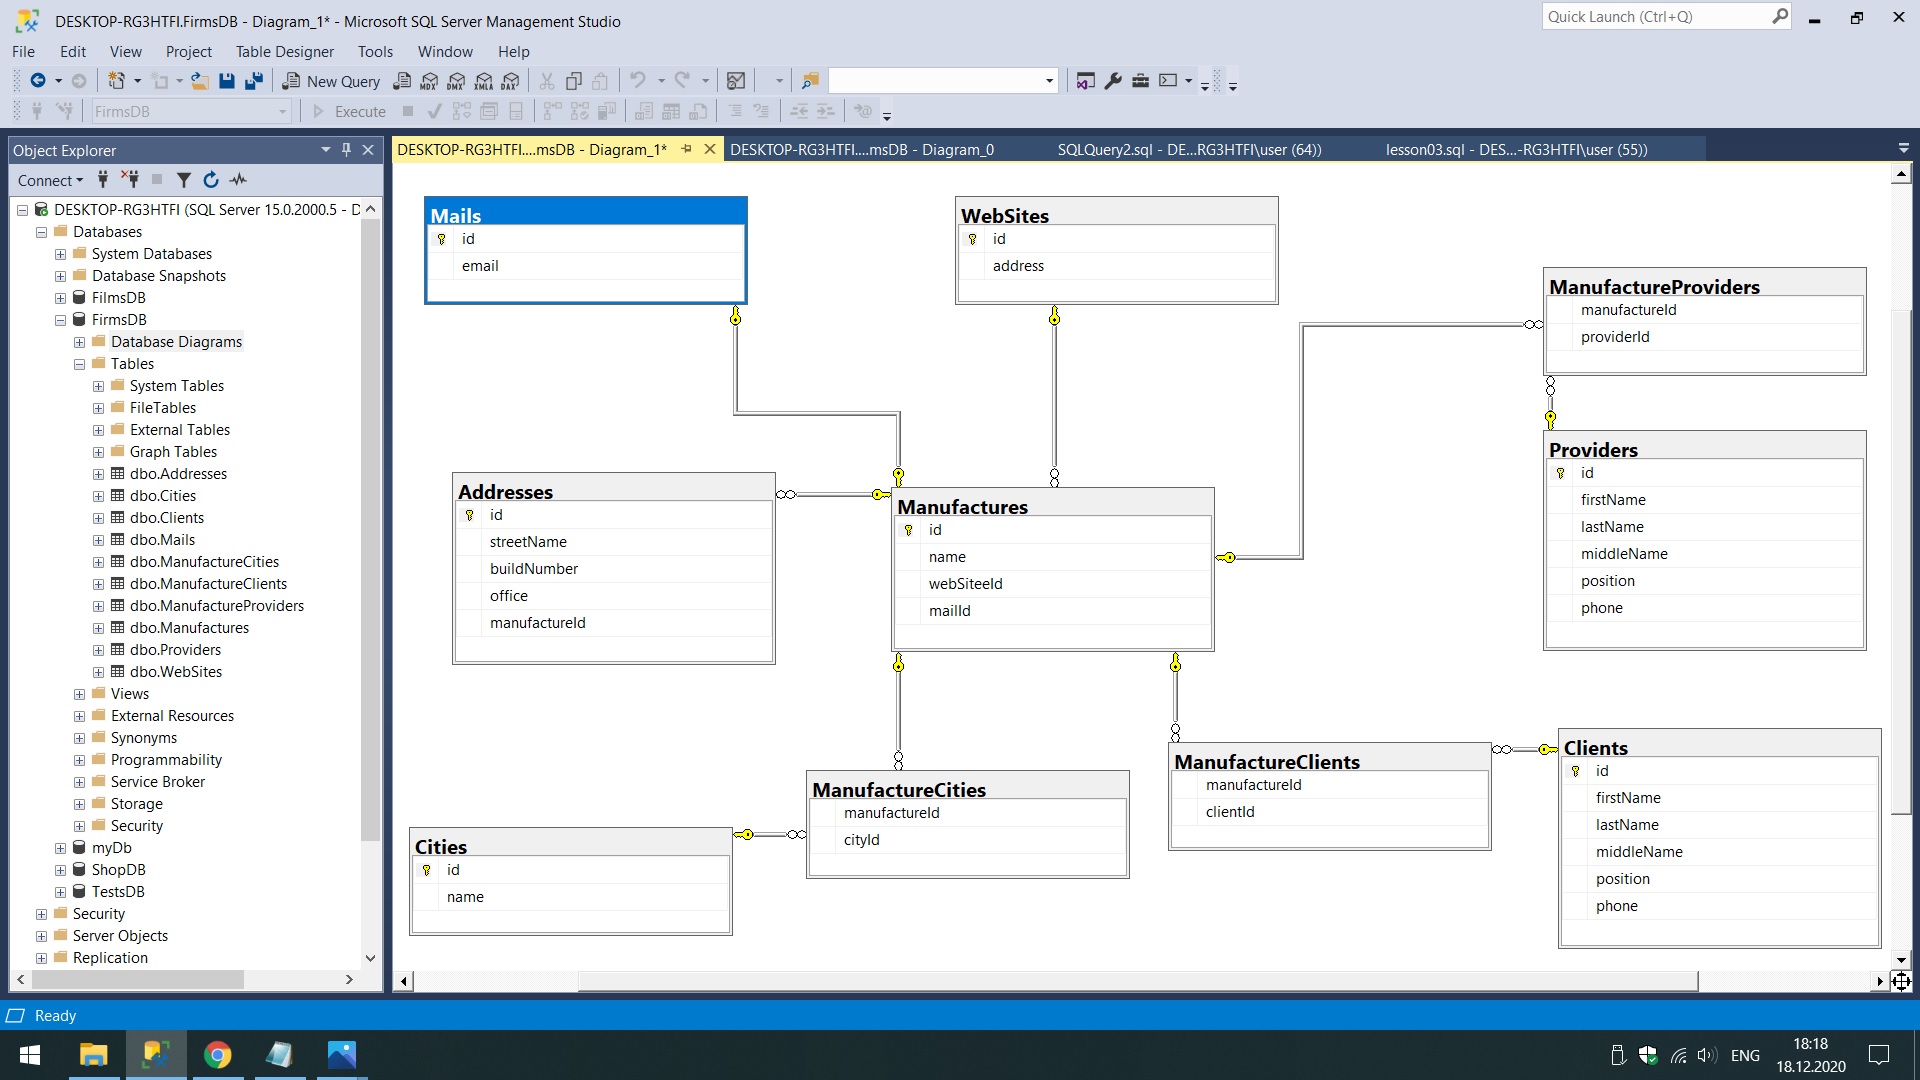 DESKTOP-RG3HTFI.FirmsDB - Diagram_1* - Microsoft SQL Server Management Studio
Quick Launch (Ctrl+Q)
File Edit View Project Table Designer Tools Window Help
New Query MDX DMX XMLA DAX
FirmsDB Execute
Object Explorer
Connect
DESKTOP-RG3HTFI (SQL Server 15.0.2000.5 - D
Databases
System Databases
Database Snapshots
FilmsDB
FirmsDB
Database Diagrams
Tables
System Tables
FileTables
External Tables
Graph Tables
dbo.Addresses
dbo.Cities
dbo.Clients
dbo.Mails
dbo.ManufactureCities
dbo.ManufactureClients
dbo.ManufactureProviders
dbo.Manufactures
dbo.Providers
dbo.WebSites
Views
External Resources
Synonyms
Programmability
Service Broker
Storage
Security
myDb
ShopDB
TestsDB
Security
Server Objects
Replication
DESKTOP-RG3HTFI....msDB - Diagram_1*
DESKTOP-RG3HTFI....msDB - Diagram_0
SQLQuery2.sql - DE...RG3HTFI\user (64))
lesson03.sql - DES...-RG3HTFI\user (55))
Mails
id
email
WebSites
id
address
ManufactureProviders
manufactureId
providerId
Providers
id
firstName
lastName
middleName
position
phone
Addresses
id
streetName
buildNumber
office
manufactureId
Manufactures
id
name
webSiteeId
mailId
ManufactureClients
manufactureId
clientId
Clients
id
firstName
lastName
middleName
position
phone
ManufactureCities
manufactureId
cityId
Cities
id
name
Ready
ENG
18:18
18.12.2020